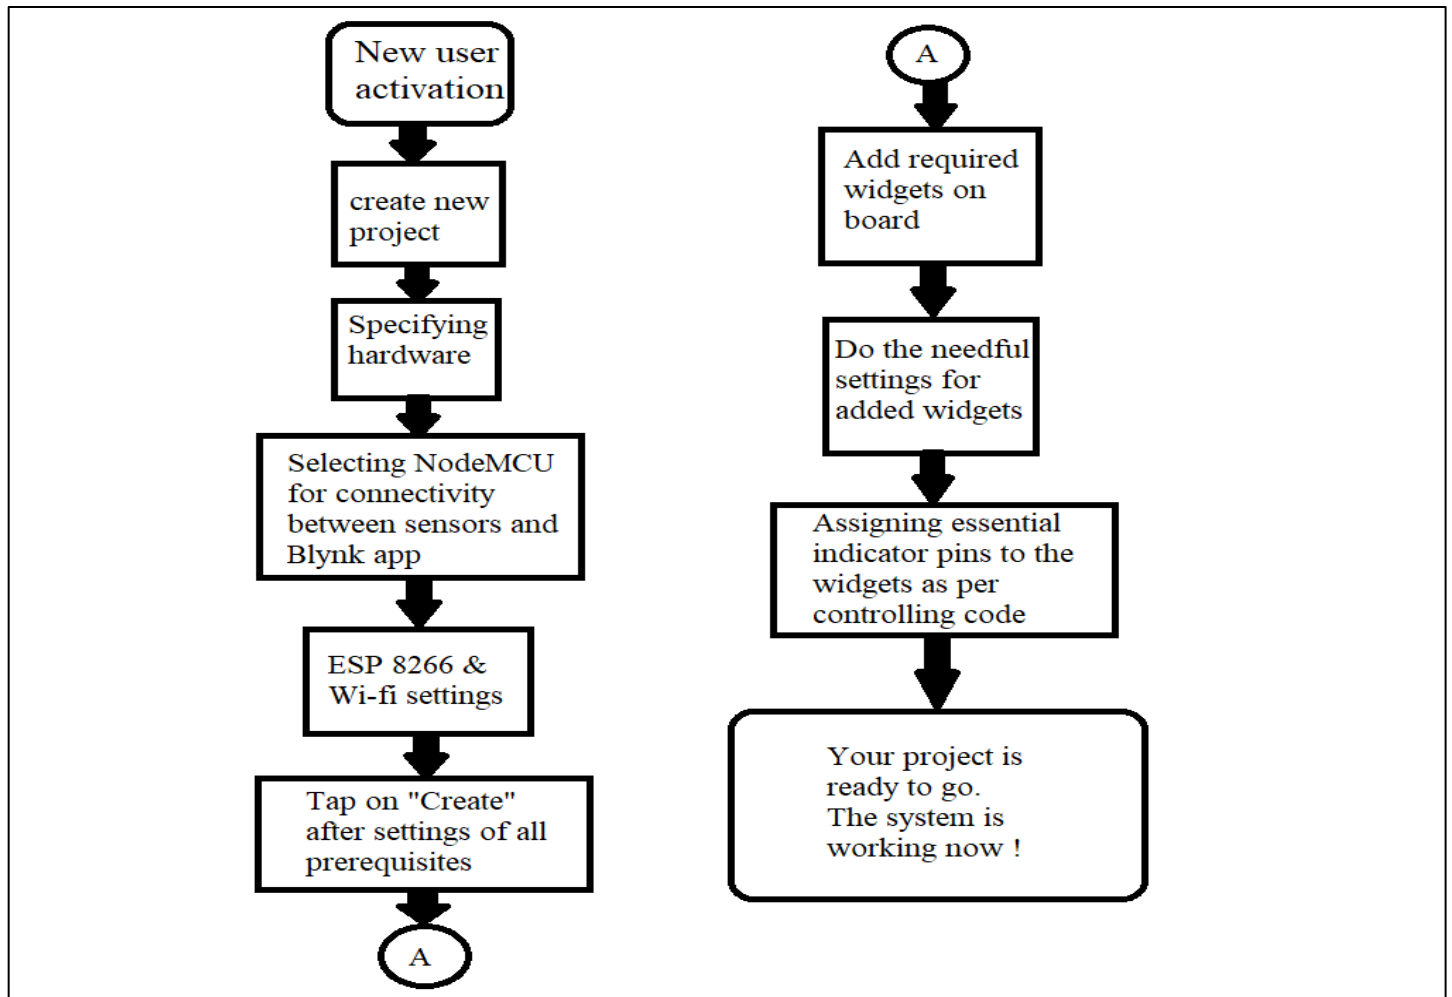 New user
activation
create new
project
Specifying
hardware
Selecting NodeMCU
for connectivity
between sensors and
Blynk app
ESP 8266 &
Wi-fi settings
Tap on "Create"
after settings of all
prerequisites
A
A
Add required
widgets on
board
Do the needful
settings for
added widgets
Assigning essential
indicator pins to the
widgets as per
controlling code
Your project is
ready to go.
The system is
working now !